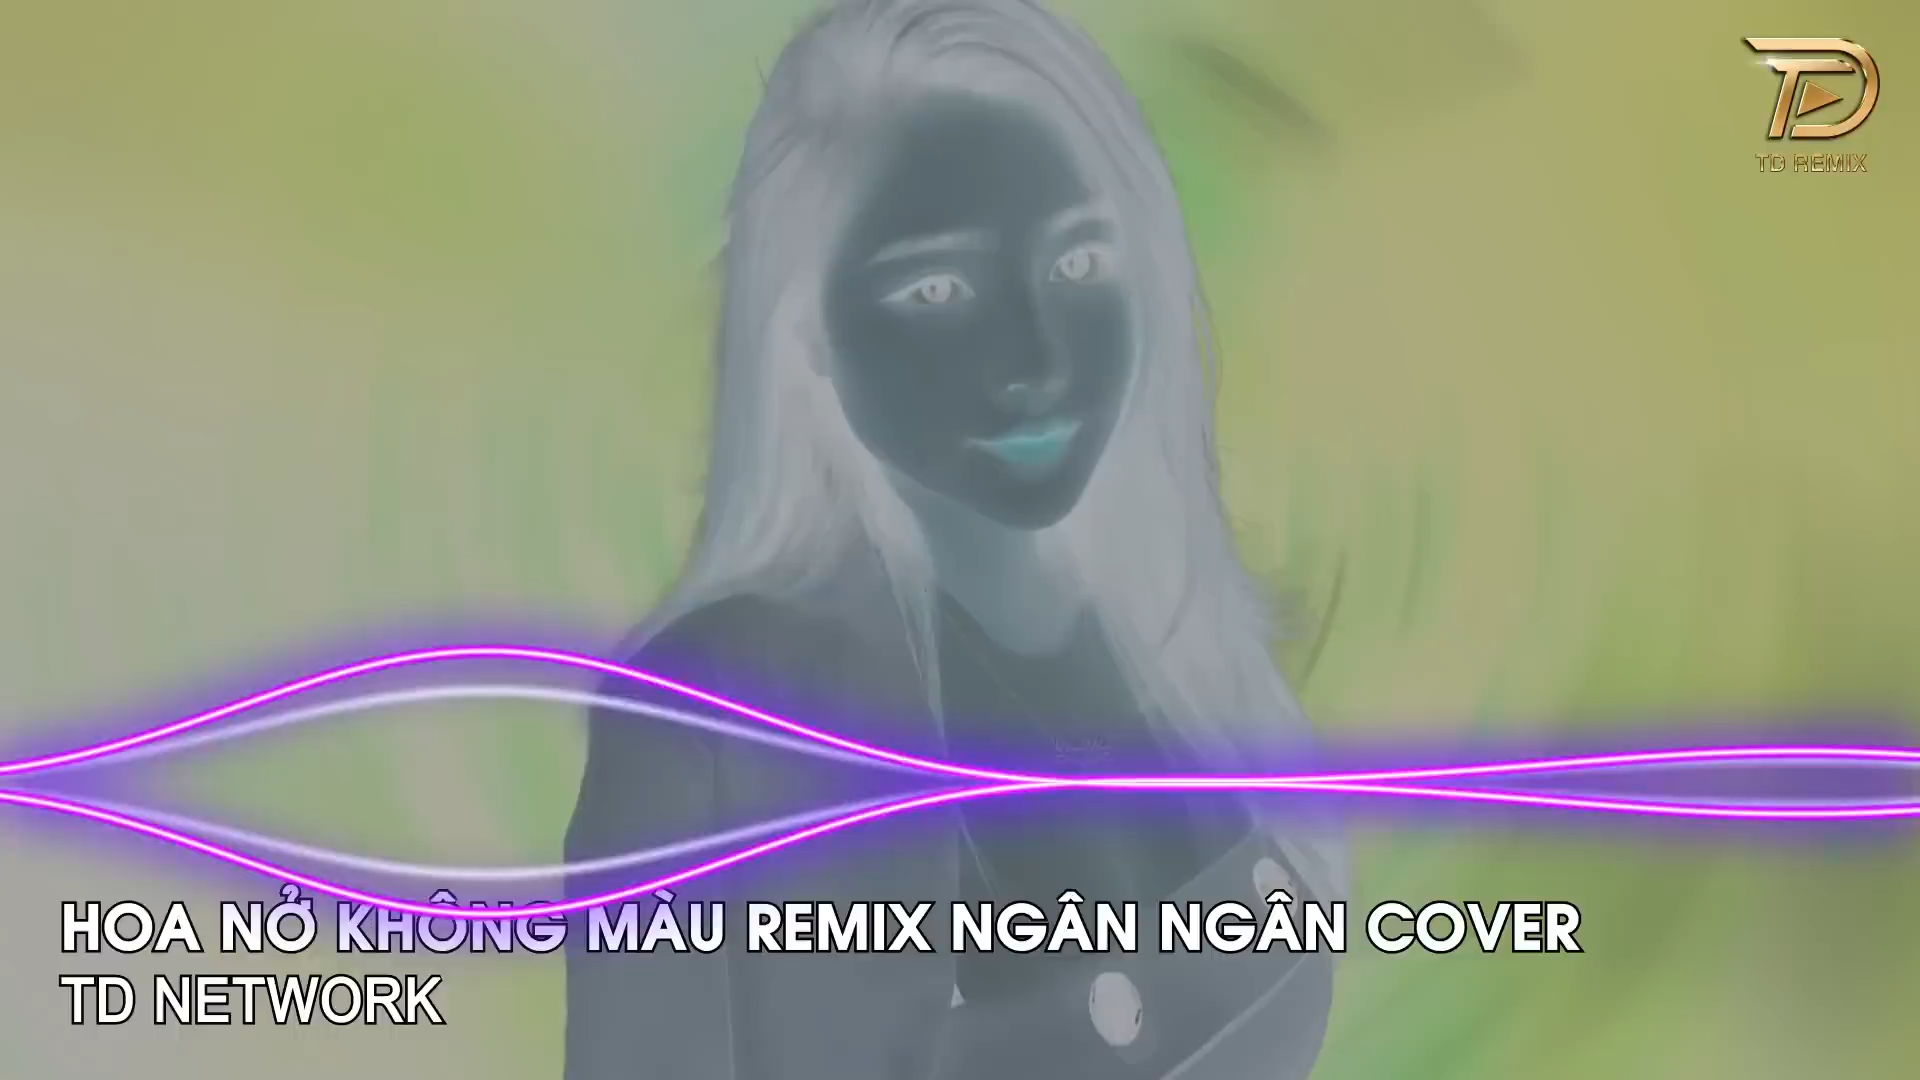 TD REMIX
HOA NỞ KHÔNG MÀU REMIX NGÂN NGÂN COVER
TD NETWORK